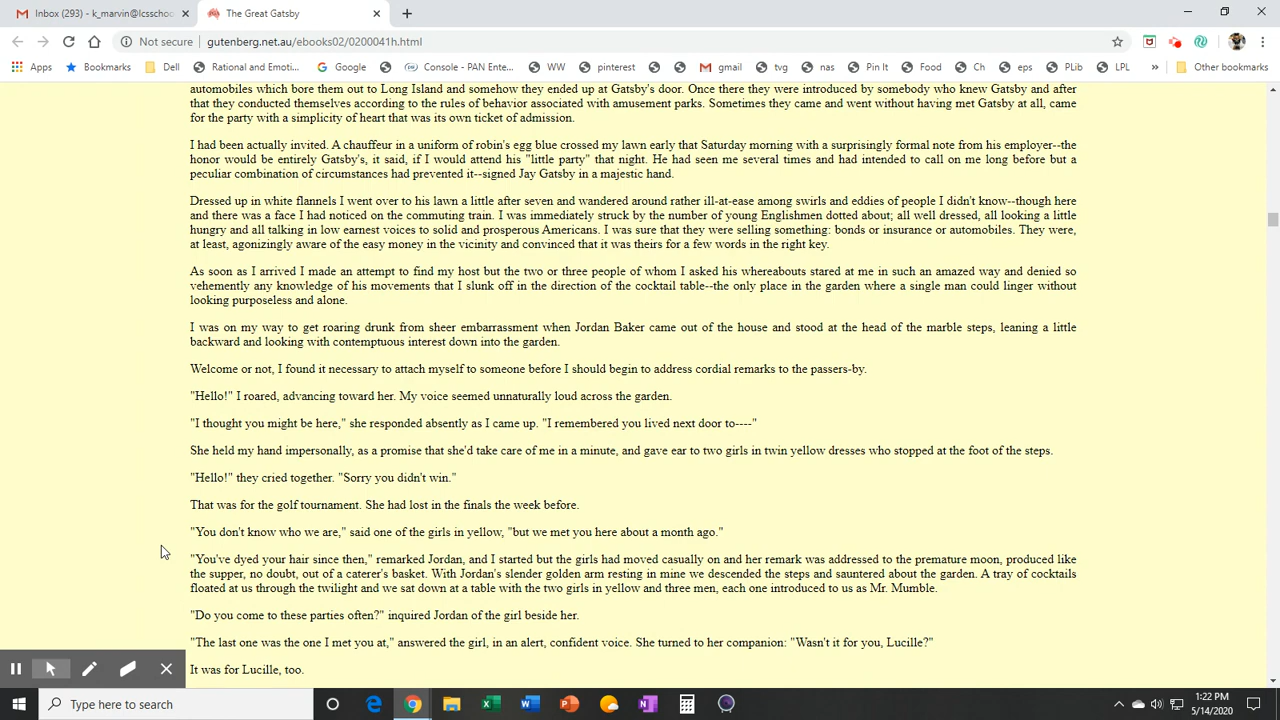 Inbox (293) - k_marvin@lcsschoo
The Great Gatsby
Not secure
gutenberg.net.au/ebooks02/0200041h.html
Apps
Bookmarks
Dell
Rational and Emoti...
Google
Console - PAN Ente...
WW
pinterest
gmail
tvg
nas
Pin It
Food
Ch
eps
PLib
LPL
»
Other bookmarks
automobiles which bore them out to Long Island and somehow they ended up at Gatsby's door. Once there they were introduced by somebody who knew Gatsby and after
that they conducted themselves according to the rules of behavior associated with amusement parks. Sometimes they came and went without having met Gatsby at all, came
for the party with a simplicity of heart that was its own ticket of admission.
I had been actually invited. A chauffeur in a uniform of robin's egg blue crossed my lawn early that Saturday morning with a surprisingly formal note from his employer--the
honor would be entirely Gatsby's, it said, if I would attend his "little party" that night. He had seen me several times and had intended to call on me long before but a
peculiar combination of circumstances had prevented it--signed Jay Gatsby in a majestic hand.
Dressed up in white flannels I went over to his lawn a little after seven and wandered around rather ill-at-ease among swirls and eddies of people I didn't know--though here
and there was a face I had noticed on the commuting train. I was immediately struck by the number of young Englishmen dotted about; all well dressed, all looking a little
hungry and all talking in low earnest voices to solid and prosperous Americans. I was sure that they were selling something: bonds or insurance or automobiles. They were,
at least, agonizingly aware of the easy money in the vicinity and convinced that it was theirs for a few words in the right key.
As soon as I arrived I made an attempt to find my host but the two or three people of whom I asked his whereabouts stared at me in such an amazed way and denied so
vehemently any knowledge of his movements that I slunk off in the direction of the cocktail table--the only place in the garden where a single man could linger without
looking purposeless and alone.
I was on my way to get roaring drunk from sheer embarrassment when Jordan Baker came out of the house and stood at the head of the marble steps, leaning a little
backward and looking with contemptuous interest down into the garden.
Welcome or not, I found it necessary to attach myself to someone before I should begin to address cordial remarks to the passers-by.
"Hello!" I roared, advancing toward her. My voice seemed unnaturally loud across the garden.
"I thought you might be here," she responded absently as I came up. "I remembered you lived next door to----"
She held my hand impersonally, as a promise that she'd take care of me in a minute, and gave ear to two girls in twin yellow dresses who stopped at the foot of the steps.
"Hello!" they cried together. "Sorry you didn't win."
That was for the golf tournament. She had lost in the finals the week before.
"You don't know who we are," said one of the girls in yellow, "but we met you here about a month ago."
"You've dyed your hair since then," remarked Jordan, and I started but the girls had moved casually on and her remark was addressed to the premature moon, produced like
the supper, no doubt, out of a caterer's basket. With Jordan's slender golden arm resting in mine we descended the steps and sauntered about the garden. A tray of cocktails
floated at us through the twilight and we sat down at a table with the two girls in yellow and three men, each one introduced to us as Mr. Mumble.
"Do you come to these parties often?" inquired Jordan of the girl beside her.
"The last one was the one I met you at," answered the girl, in an alert, confident voice. She turned to her companion: "Wasn't it for you, Lucille?"
It was for Lucille, too.
Type here to search
1:22 PM
5/14/2020